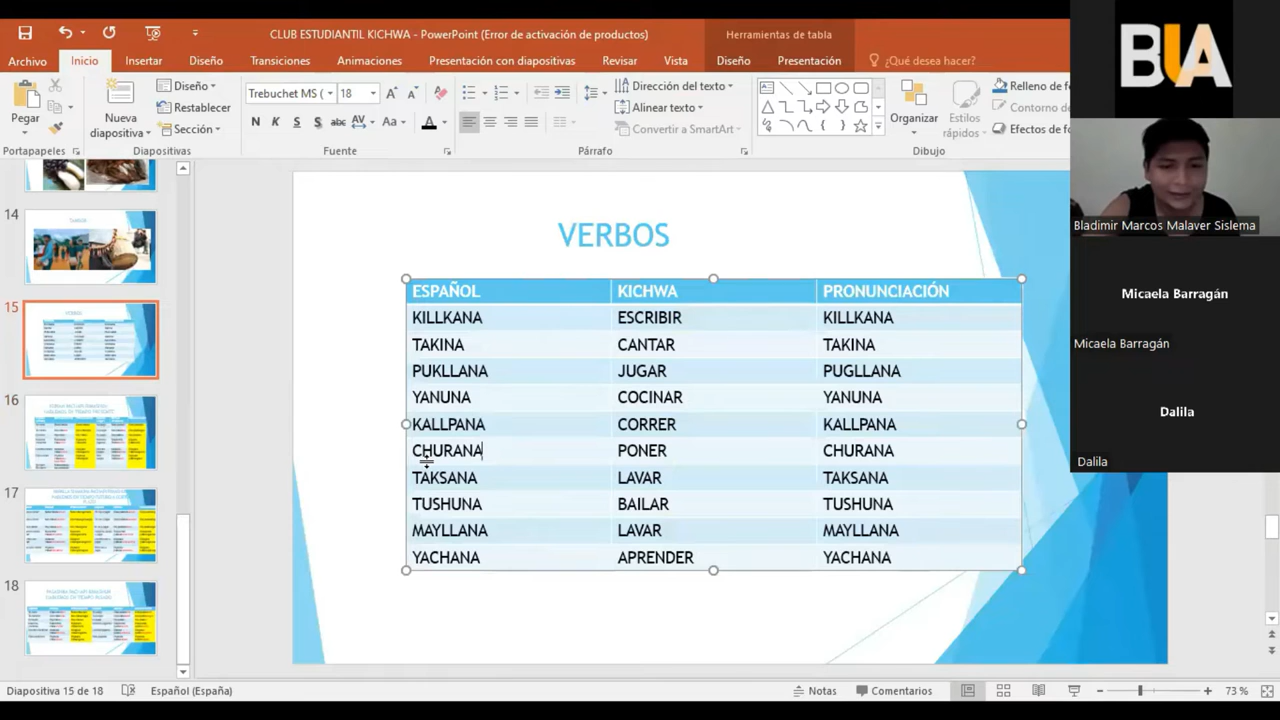 CLUB ESTUDIANTIL KICHWA - PowerPoint (Error de activación de productos)
Herramientas de tabla
Archivo Inicio Insertar Diseño Transiciones Animaciones Presentación con diapositivas Revisar Vista Diseño Presentación ¿Qué desea hacer?
Pegar
Nueva diapositiva
Diseño
Restablecer
Sección
Trebuchet MS ( 18
N K S S abc AV Aa A
Dirección del texto
Alinear texto
Convertir a SmartArt
Organizar
Estilos rápidos
Relleno de f
Contorno de
Efectos de fo
Portapapeles Diapositivas Fuente Párrafo Dibujo
14
15
VERBOS
16
17
18
VERBOS
ESPAÑOL KICHWA PRONUNCIACIÓN
KILLKANA ESCRIBIR KILLKANA
TAKINA CANTAR TAKINA
PUKLLANA JUGAR PUGLLANA
YANUNA COCINAR YANUNA
KALLPANA CORRER KALLPANA
CHURANA PONER CHURANA
TAKSANA LAVAR TAKSANA
TUSHUNA BAILAR TUSHUNA
MAYLLANA LAVAR MAYLLANA
YACHANA APRENDER YACHANA
BUA
Bladimir Marcos Malaver Sislema
Micaela Barragán
Micaela Barragán
Dalila
Dalila
Diapositiva 15 de 18 Español (España) Notas Comentarios 73 %